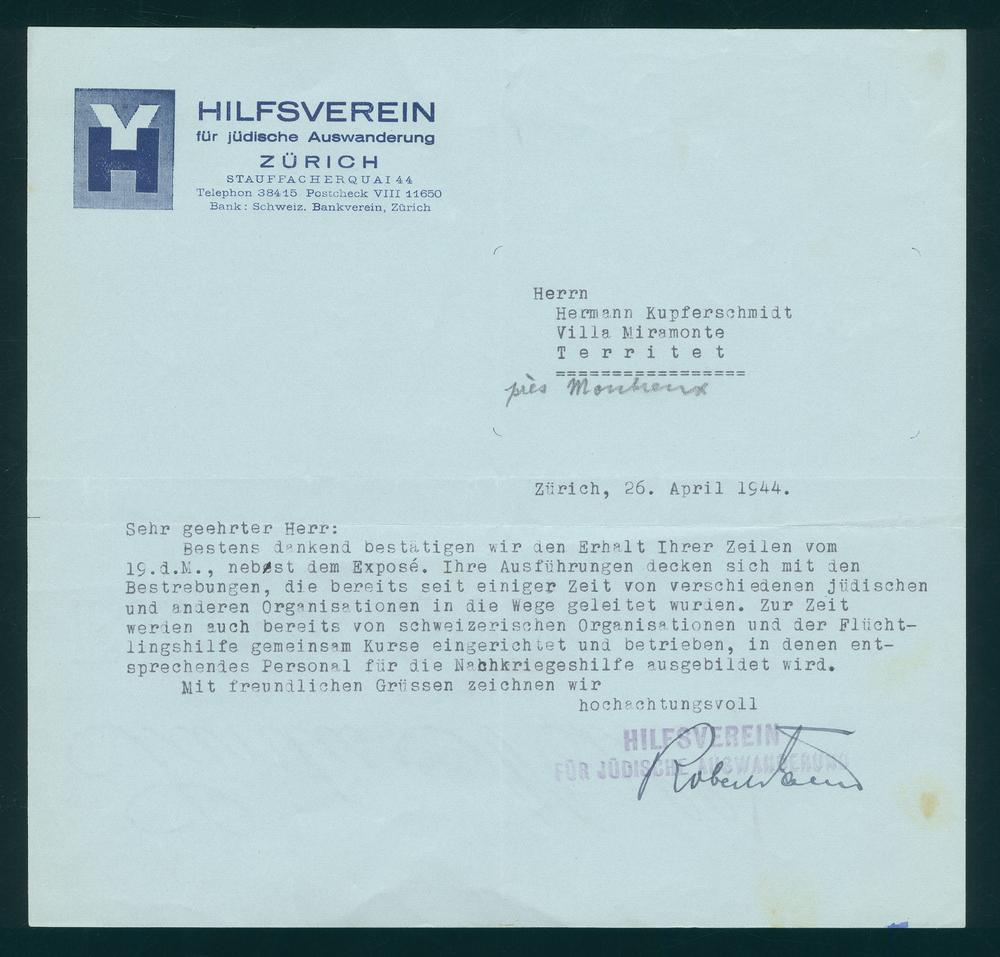 HILFSVEREIN
für jüdische Auswanderung
ZÜRICH
STAUFFACHERQUAI 44
Telephon 38415 Postcheck VIII 11650
Bank: Schweiz. Bankverein, Zürich
Herrn
Hermann Kupferschmidt
Villa Miramonte
Territet
=================
près Montreux
Zürich, 26. April 1944.
Sehr geehrter Herr:
Bestens dankend bestätigen wir den Erhalt Ihrer Zeilen vom
19.d.M., nebst dem Exposé. Ihre Ausführungen decken sich mit den
Bestrebungen, die bereits seit einiger Zeit von verschiedenen jüdischen
und anderen Organisationen in die Wege geleitet wurden. Zur Zeit
werden auch bereits von schweizerischen Organisationen und der Flücht-
lingshilfe gemeinsam Kurse eingerichtet und betrieben, in denen ent-
sprechendes Personal für die Nachkriegeshilfe ausgebildet wird.
Mit freundlichen Grüssen zeichnen wir
hochachtungsvoll
HILFSVEREIN
FÜR JÜDISCHE AUSWANDERUNG